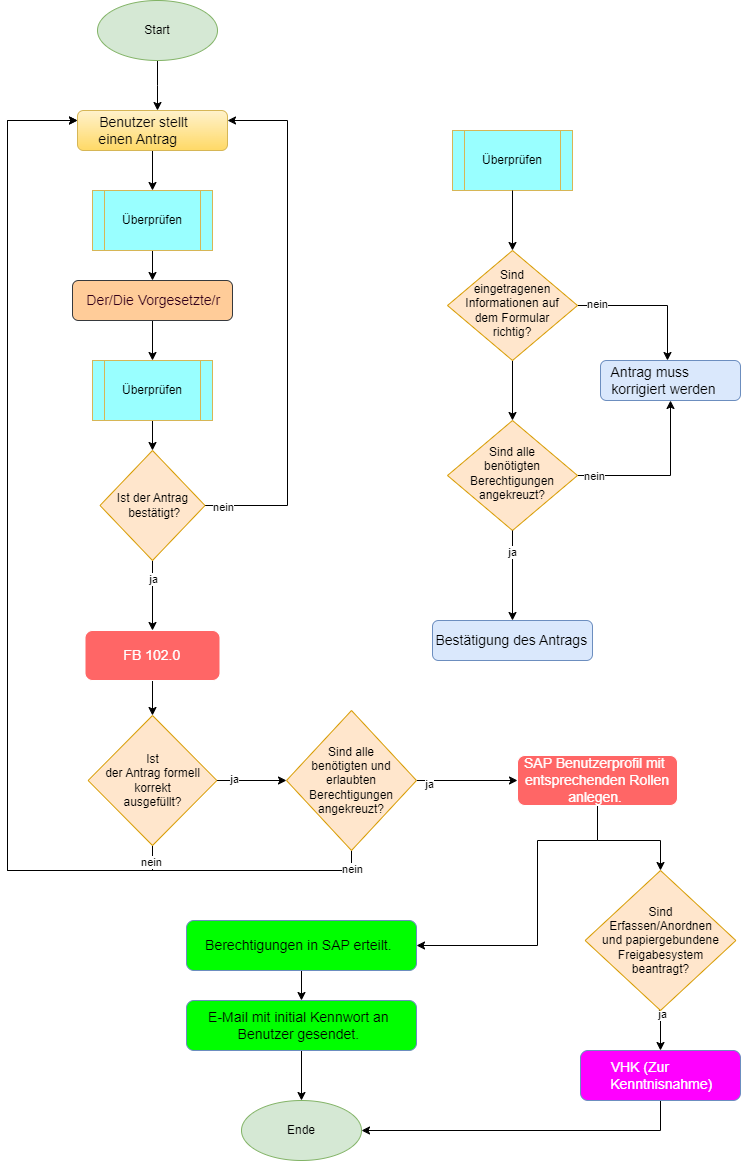 Start
Benutzer stellt
einen Antrag
Überprüfen
Der/Die Vorgesetzte/r
Überprüfen
Ist der Antrag
bestätigt?
nein
ja
FB 102.0
Ist
der Antrag formell
korrekt
ausgefüllt?
ja
nein
Sind alle
benötigten und
erlaubten
Berechtigungen
angekreuzt?
ja
nein
SAP Benutzerprofil mit
entsprechenden Rollen
anlegen.
Sind
Erfassen/Anordnen
und papiergebundene
Freigabesystem
beantragt?
ja
VHK (Zur
Kenntnisnahme)
Berechtigungen in SAP erteilt.
E-Mail mit initial Kennwort an
Benutzer gesendet.
Ende
Überprüfen
Sind
eingetragenen
Informationen auf
dem Formular
richtig?
nein
Antrag muss
korrigiert werden
Sind alle
benötigten
Berechtigungen
angekreuzt?
nein
ja
Bestätigung des Antrags